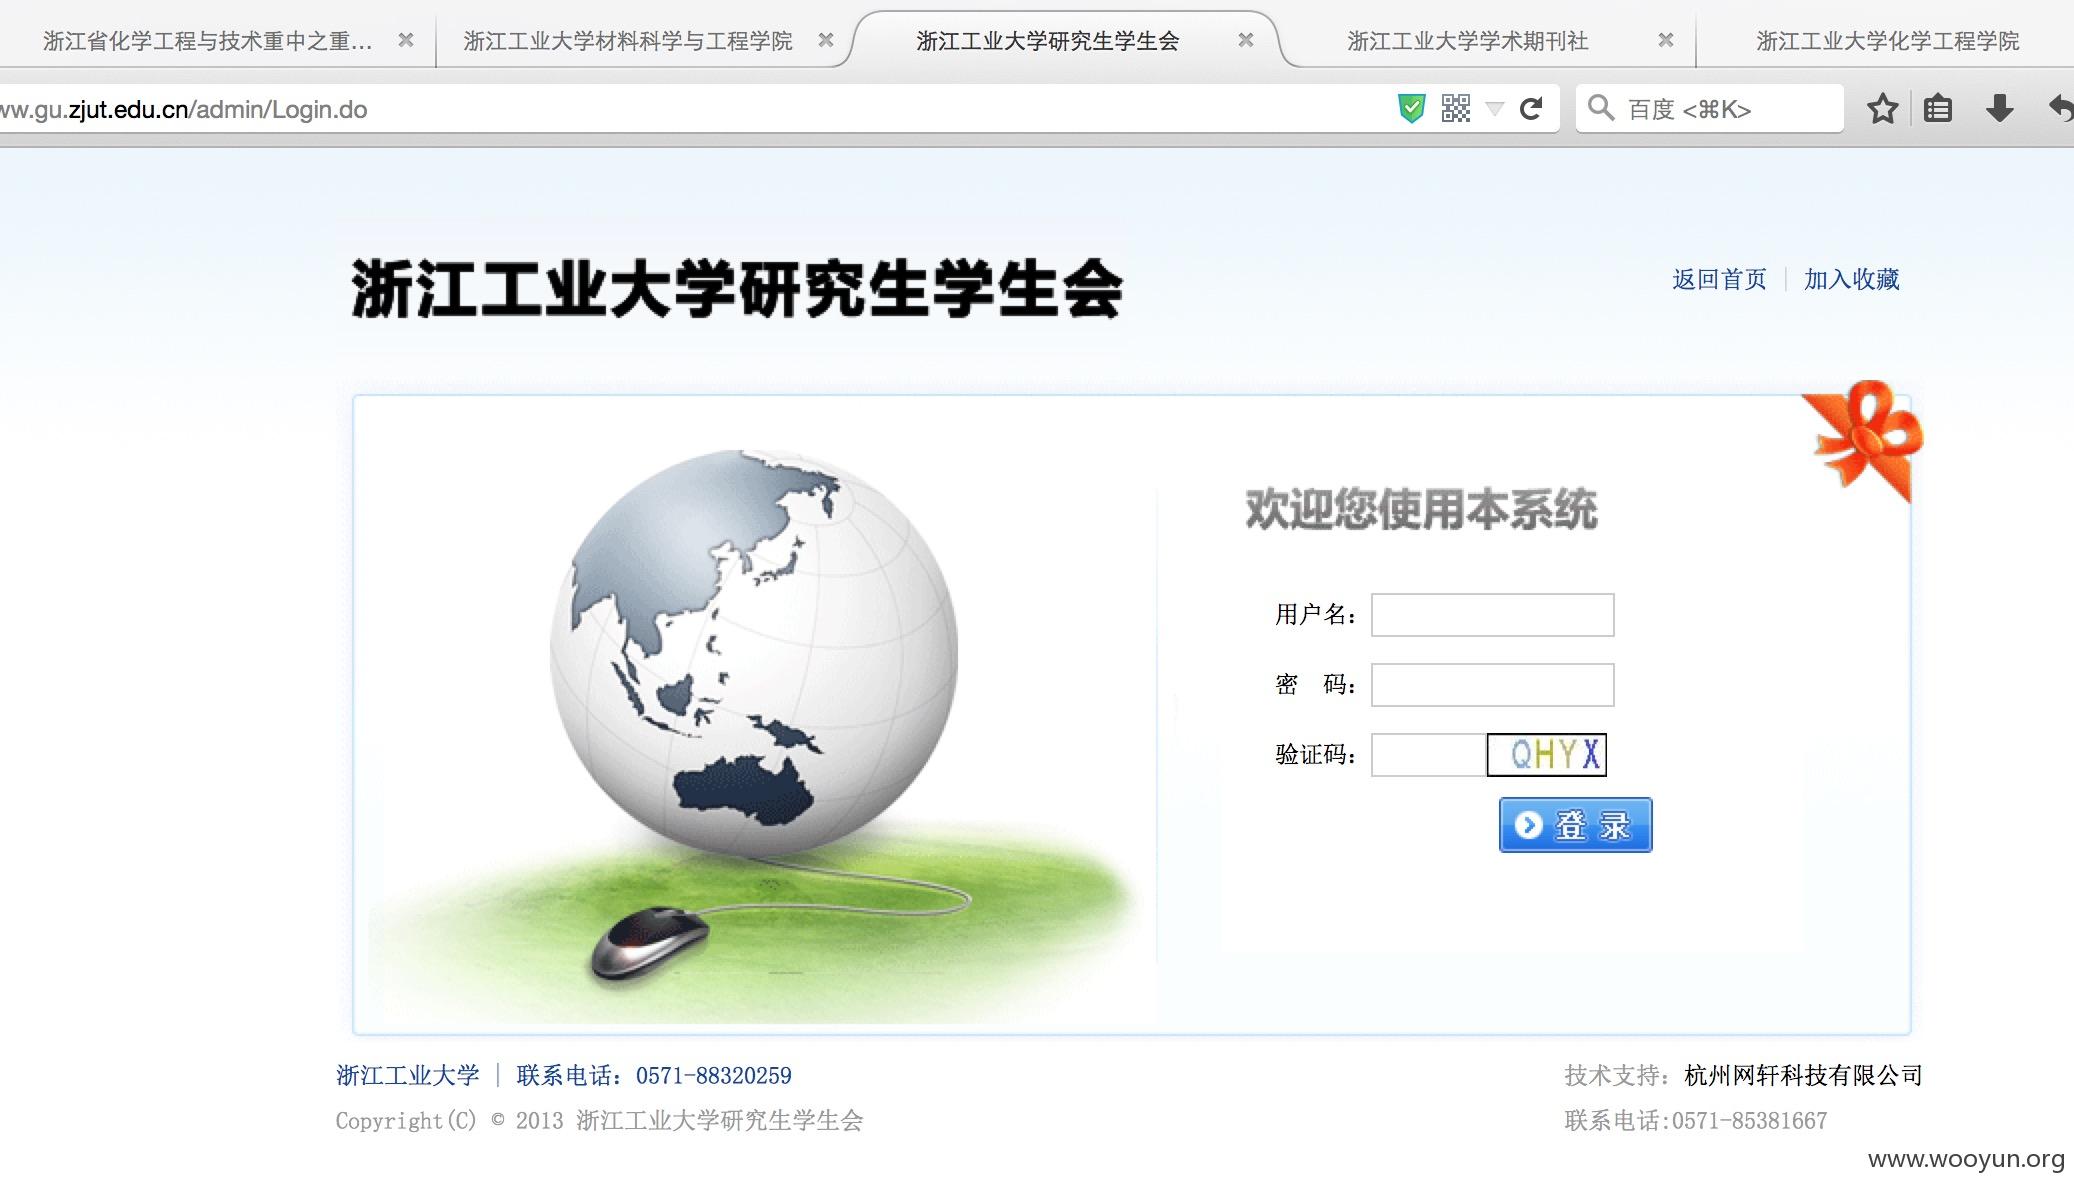 浙江省化学工程与技术重中之重... 浙江工业大学材料科学与工程学院 浙江工业大学研究生学生会 浙江工业大学学术期刊社 浙江工业大学化学工程学院
ww.gu.zjut.edu.cn/admin/Login.do 百度 <⌘K>
浙江工业大学研究生学生会
返回首页 | 加入收藏
欢迎您使用本系统
用户名：
密 码：
验证码： QHYX
登 录
浙江工业大学 | 联系电话：0571-88320259
技术支持：杭州网轩科技有限公司
Copyright(C) © 2013 浙江工业大学研究生学生会
联系电话:0571-85381667
www.wooyun.org